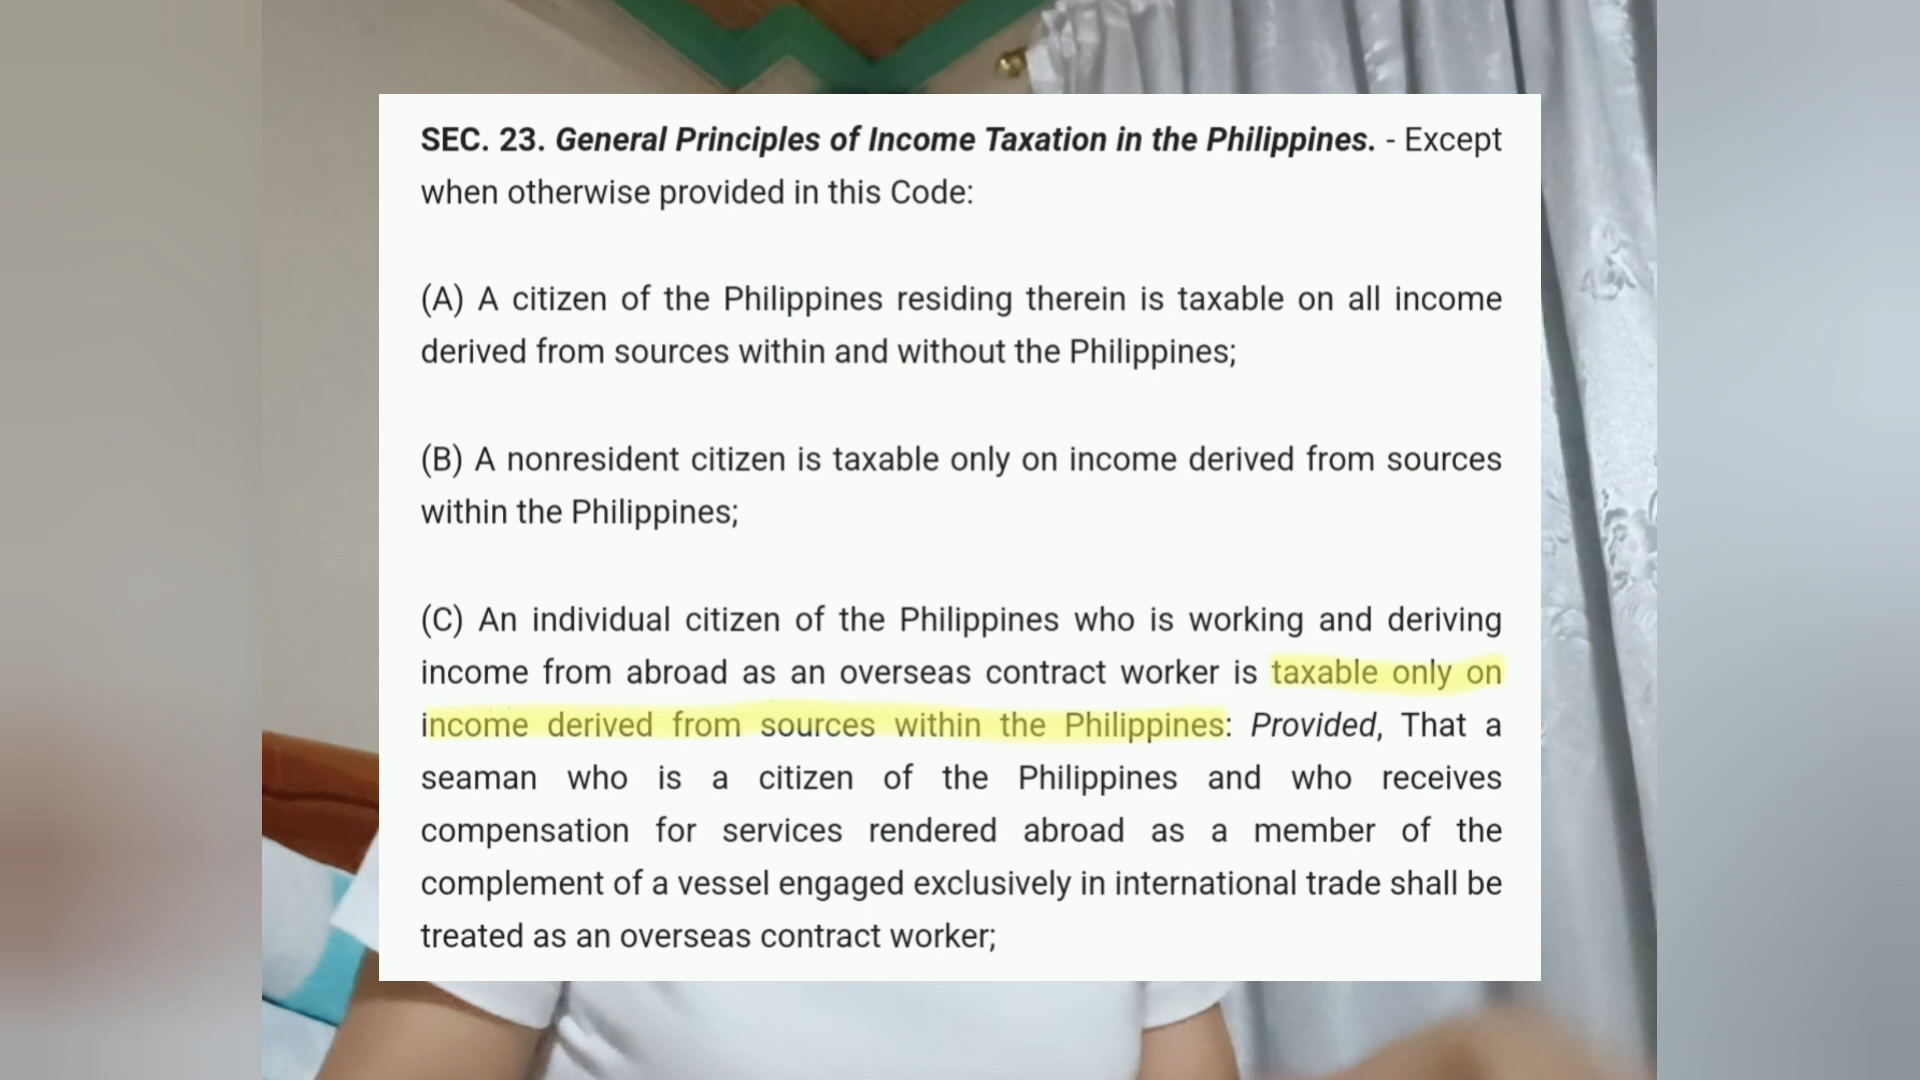 SEC. 23. General Principles of Income Taxation in the Philippines. - Except
when otherwise provided in this Code:
(A) A citizen of the Philippines residing therein is taxable on all income
derived from sources within and without the Philippines;
(B) A nonresident citizen is taxable only on income derived from sources
within the Philippines;
(C) An individual citizen of the Philippines who is working and deriving
income from abroad as an overseas contract worker is taxable only on
income derived from sources within the Philippines: Provided, That a
seaman who is a citizen of the Philippines and who receives
compensation for services rendered abroad as a member of the
complement of a vessel engaged exclusively in international trade shall be
treated as an overseas contract worker;